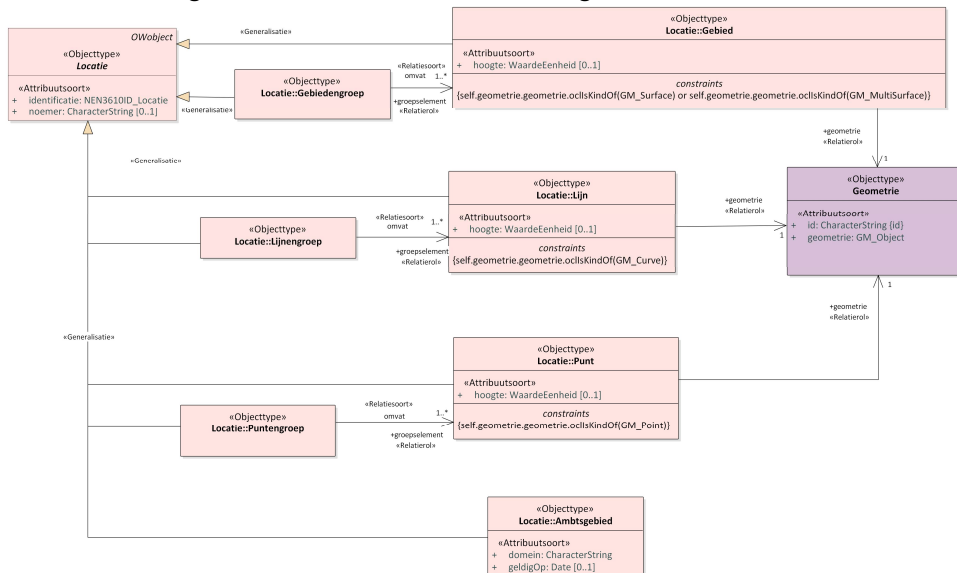 OWobject
«Objecttype»
Locatie
«Attribuutsoort»
+ identificatie: NEN3610ID_Locatie
+ noemer: CharacterString [0..1]
«Generalisatie»
«Objecttype»
Locatie::Gebied
«Attribuutsoort»
+ hoogte: WaardeEenheid [0..1]
constraints
{self.geometrie.geometrie.oclIsKindOf(GM_Surface) or self.geometrie.geometrie.oclIsKindOf(GM_MultiSurface)}
«Objecttype»
Locatie::Gebiedengroep
«Generalisatie»
«Relatiesoort»
omvat 1..*
+groepselement
«Relatierol»
+geometrie
«Relatierol»
1
«Generalisatie»
«Objecttype»
Locatie::Lijn
«Attribuutsoort»
+ hoogte: WaardeEenheid [0..1]
constraints
{self.geometrie.geometrie.oclIsKindOf(GM_Curve)}
«Objecttype»
Locatie::Lijnengroep
«Relatiesoort»
omvat 1..*
+groepselement
«Relatierol»
+geometrie
«Relatierol»
1
«Objecttype»
Geometrie
«Attribuutsoort»
+ id: CharacterString {id}
+ geometrie: GM_Object
1
+geometrie
«Relatierol»
«Generalisatie»
«Objecttype»
Locatie::Punt
«Attribuutsoort»
+ hoogte: WaardeEenheid [0..1]
constraints
{self.geometrie.geometrie.oclIsKindOf(GM_Point)}
«Objecttype»
Locatie::Puntengroep
«Relatiesoort»
omvat 1..*
+groepselement
«Relatierol»
«Objecttype»
Locatie::Ambtsgebied
«Attribuutsoort»
+ domein: CharacterString
+ geldigOp: Date [0..1]